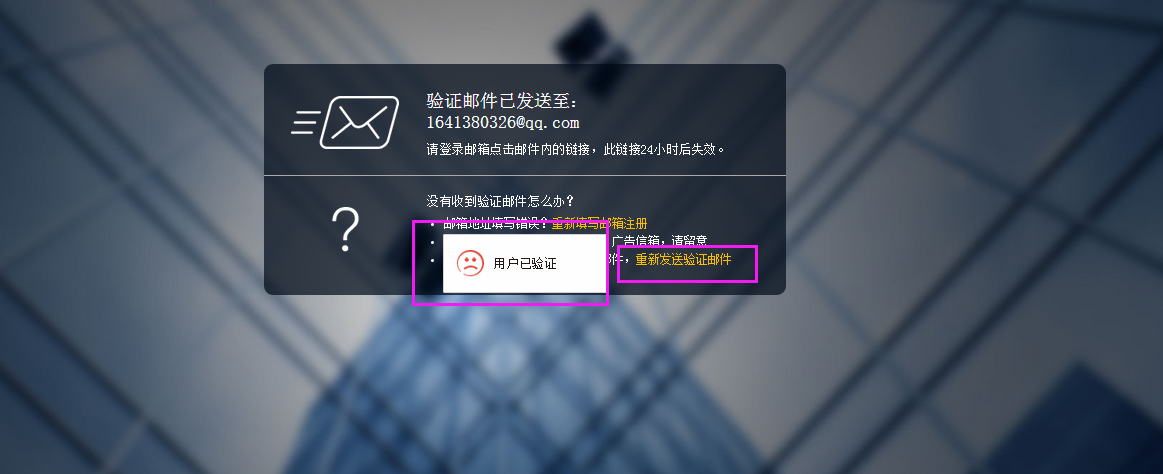 验证邮件已发送至：
1641380326@qq.com
请登录邮箱点击邮件内的链接，此链接24小时后失效。
没有收到验证邮件怎么办？
• 邮箱地址填写错误？重新填写邮箱注册
• 广告信箱，请留意
• 件，重新发送验证邮件
用户已验证